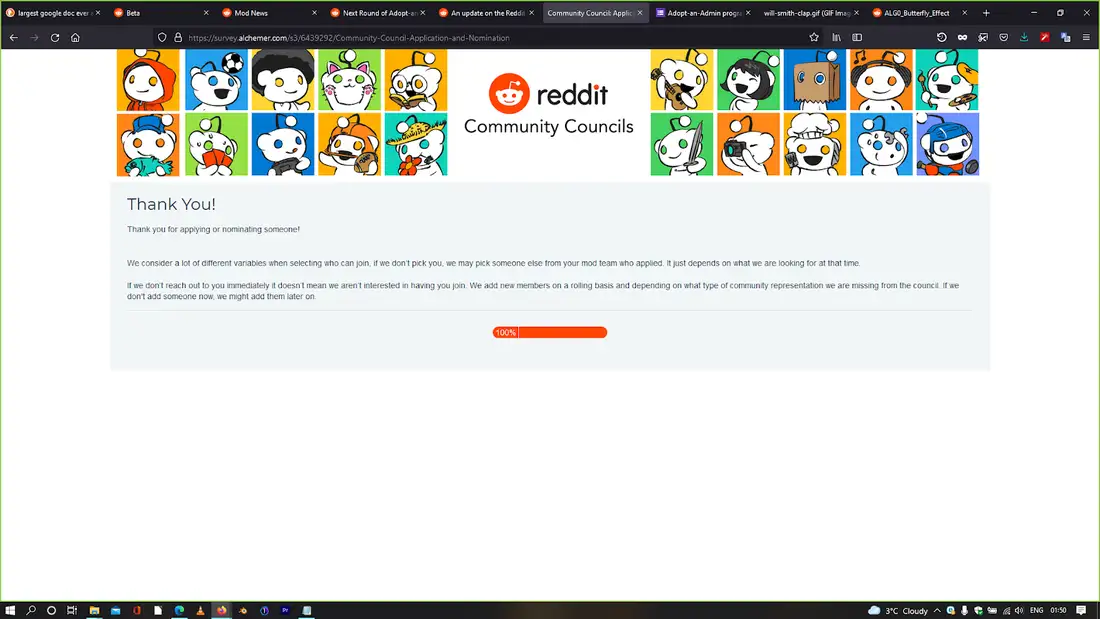 largest google doc ever a
Beta
Mod News
Next Round of Adopt-an
An update on the Reddi
Community Council: Applic
Adopt-an-Admin progra
will-smith-clap.gif (GIF Imag
ALG0_Butterfly_Effect
https://survey.alchemer.com/s3/6439292/Community-Council-Application-and-Nomination
reddit
Community Councils
Thank You!
Thank you for applying or nominating someone!
We consider a lot of different variables when selecting who can join, if we don't pick you, we may pick someone else from your mod team who applied. It just depends on what we are looking for at that time.
If we don't reach out to you immediately it doesn't mean we aren't interested in having you join. We add new members on a rolling basis and depending on what type of community representation we are missing from the council. If we
don't add someone now, we might add them later on.
100%
3°C Cloudy
ENG
01:50